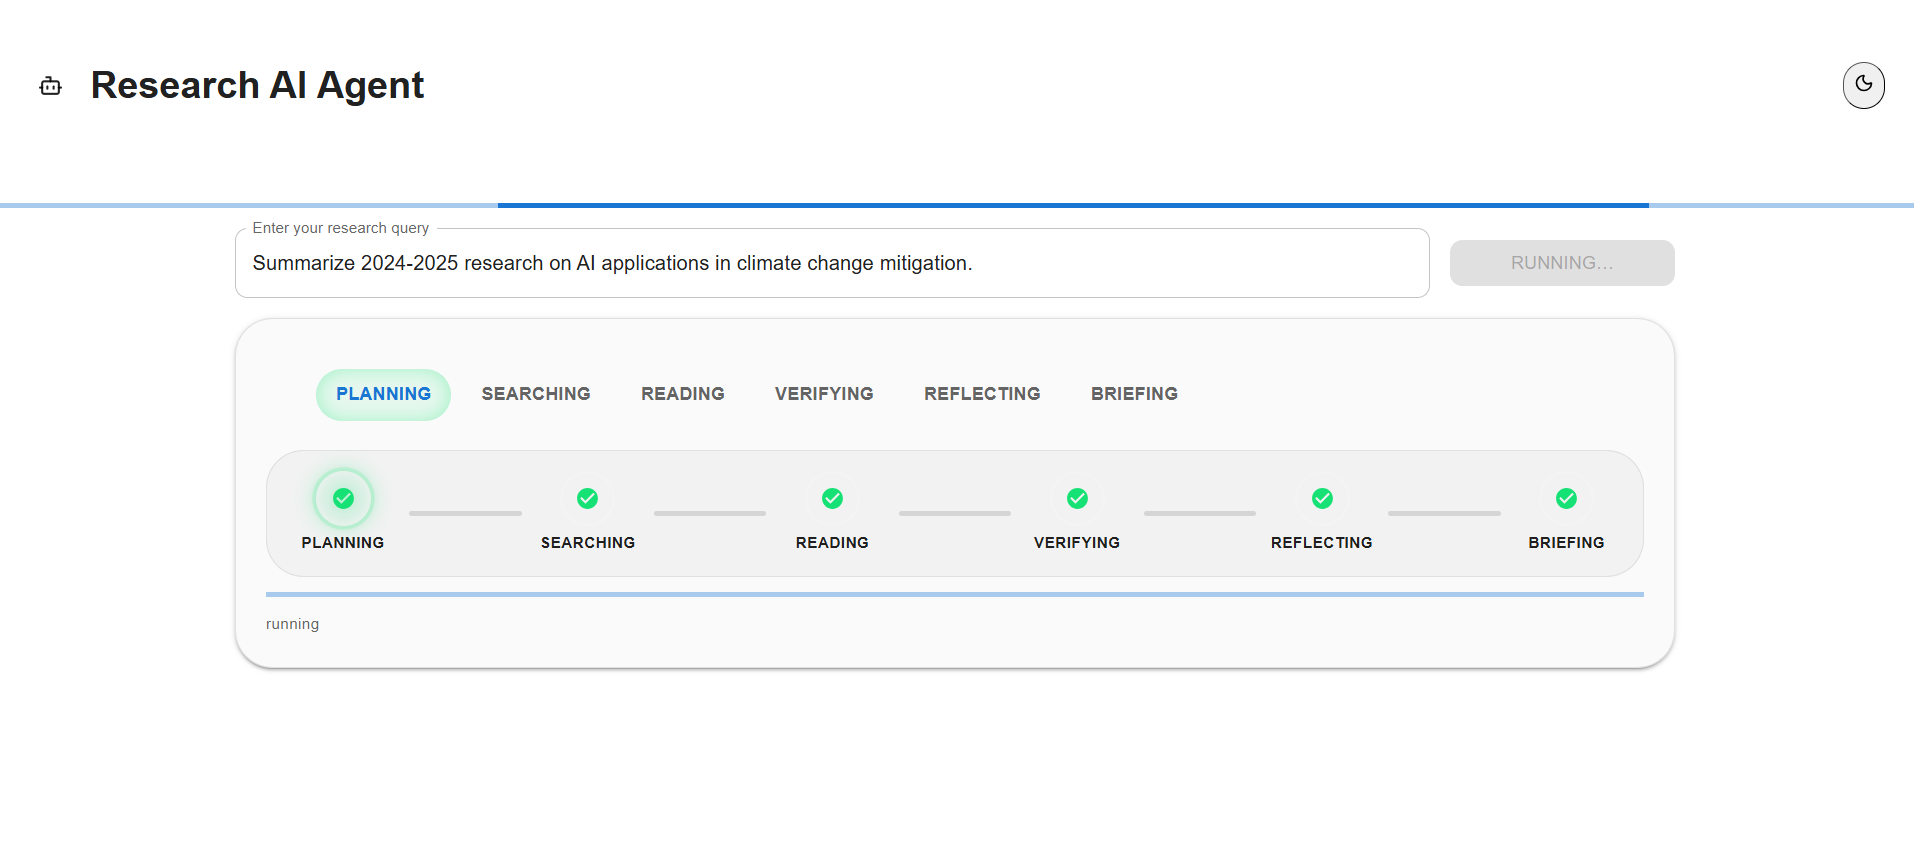 Research AI Agent
Enter your research query
Summarize 2024-2025 research on AI applications in climate change mitigation.
RUNNING...
PLANNING SEARCHING READING VERIFYING REFLECTING BRIEFING
PLANNING SEARCHING READING VERIFYING REFLECTING BRIEFING
running